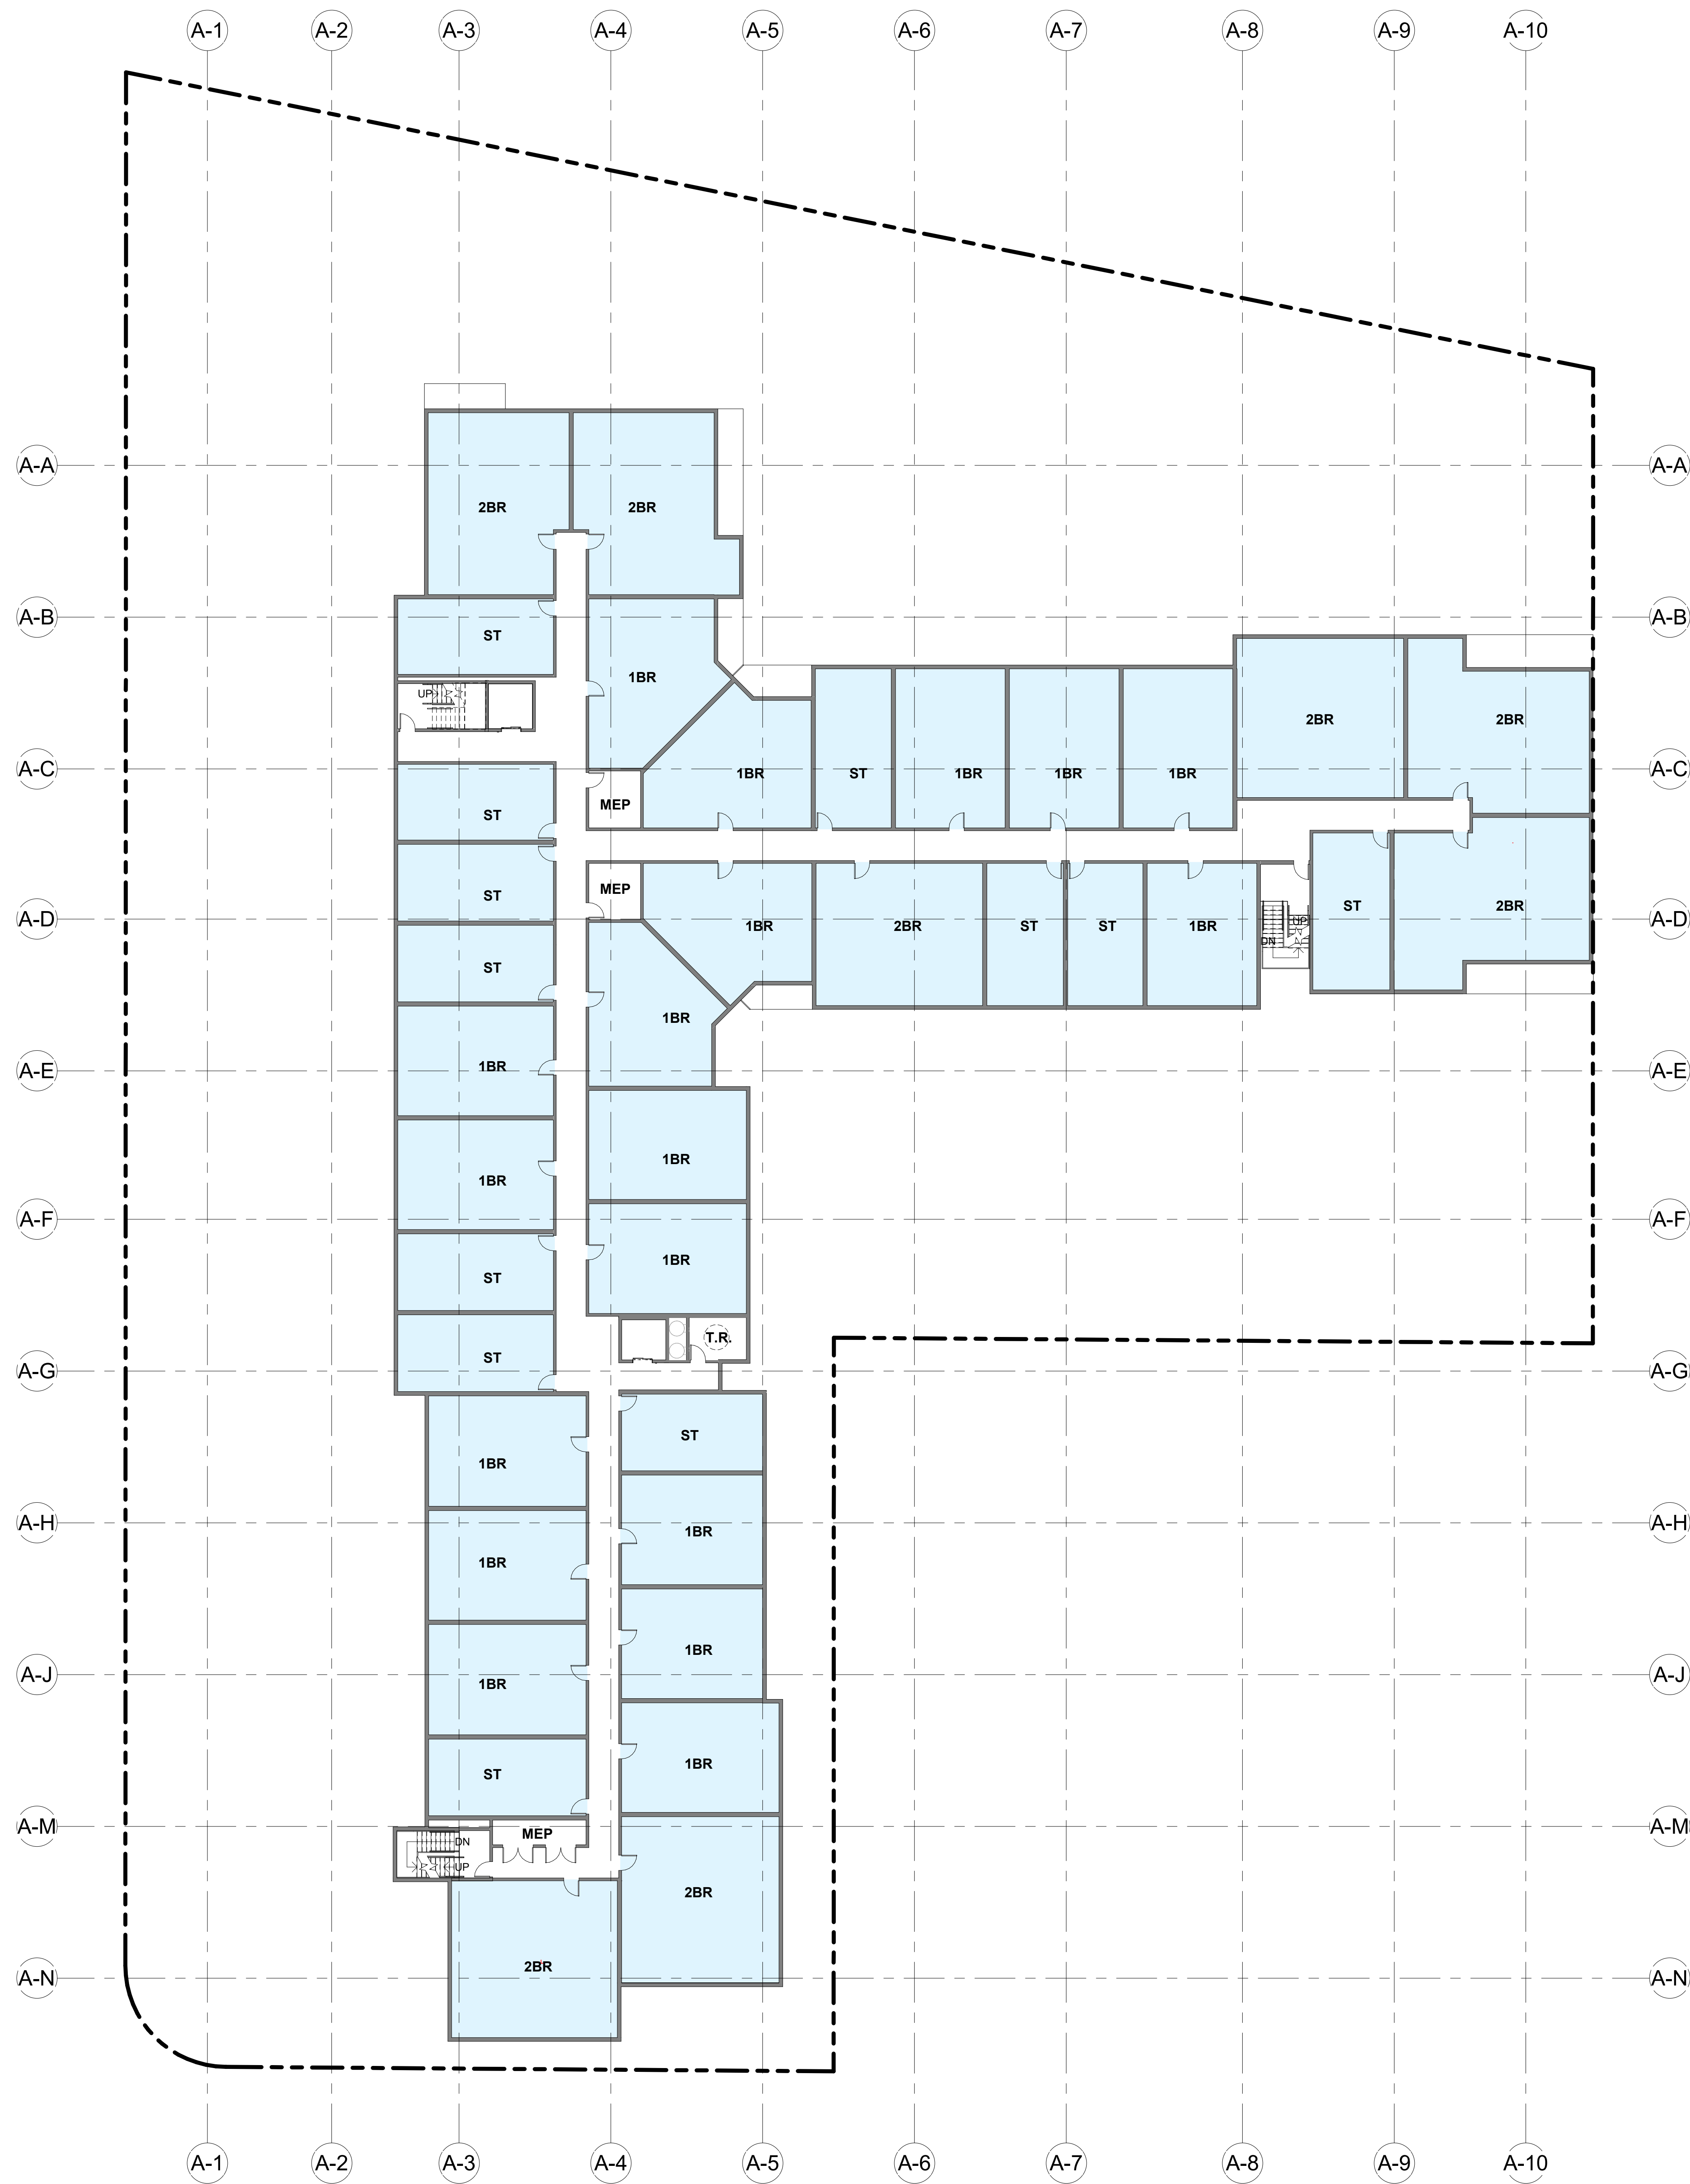 A-1 A-2 A-3 A-4 A-5 A-6 A-7 A-8 A-9 A-10
A-A A-A
2BR 2BR
A-B A-B
ST
1BR
UP
2BR 2BR
A-C A-C
1BR ST 1BR 1BR 1BR
MEP
ST
MEP
ST
ST
2BR
A-D A-D
UP
1BR 2BR ST ST 1BR
DN
ST
1BR
A-E A-E
1BR
1BR
1BR
A-F A-F
1BR
ST
T.R.
ST
A-G A-G
ST
1BR
A-H A-H
1BR
1BR
1BR
A-J A-J
1BR
1BR
ST
A-M A-M
MEP
DN
UP
2BR
2BR
A-N A-N
A-1 A-2 A-3 A-4 A-5 A-6 A-7 A-8 A-9 A-10